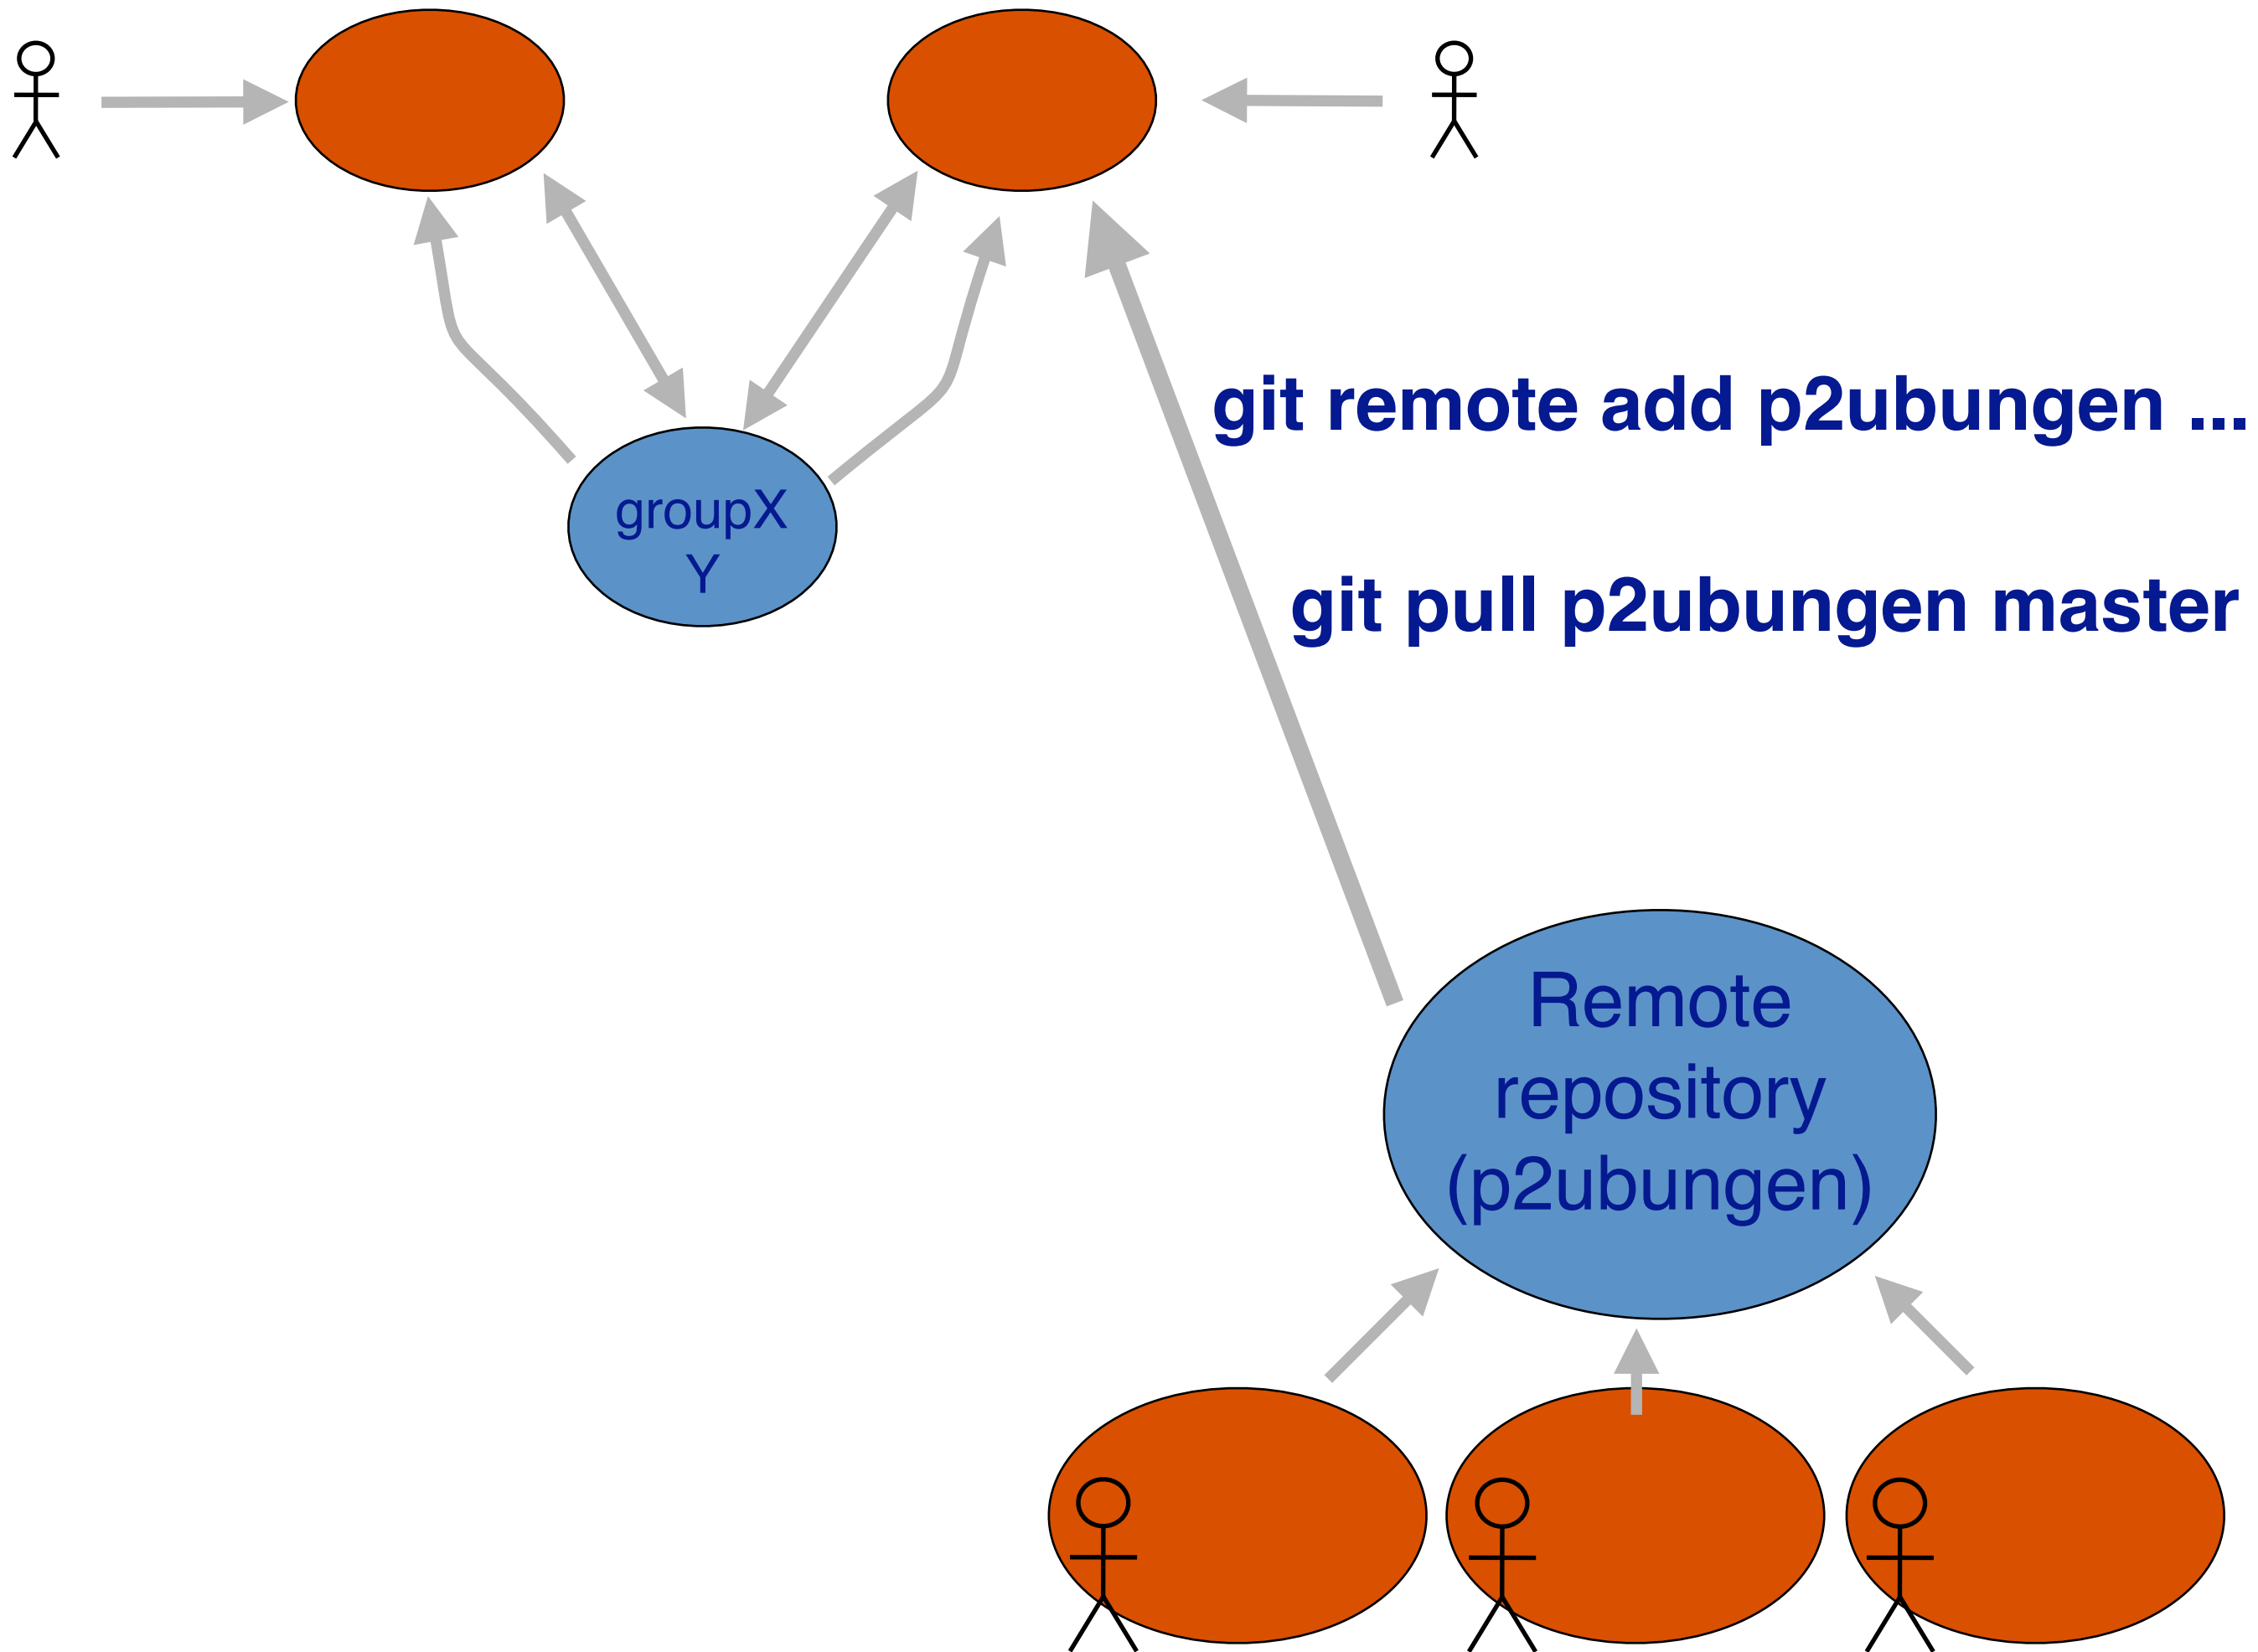 git remote add p2ubungen ...
groupX
Y
git pull p2ubungen master
Remote
repository
(p2ubungen)